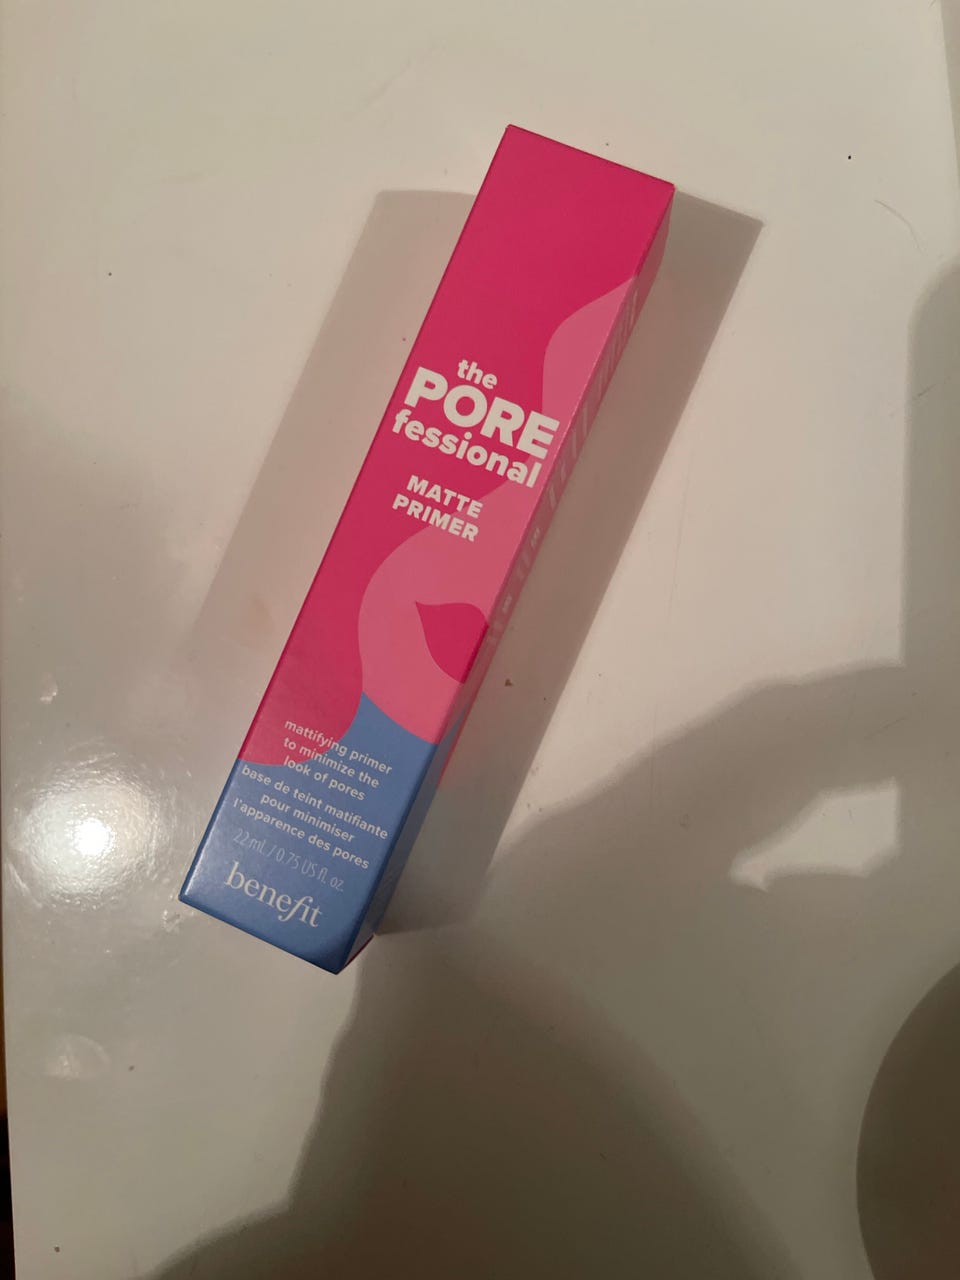 the
PORE
fessional
MATTE
PRIMER
mattifying primer
to minimize the
look of pores
base de teint matifiante
pour minimiser
l'apparence des pores
22 mL / 0.75 US fl. oz.
benefit